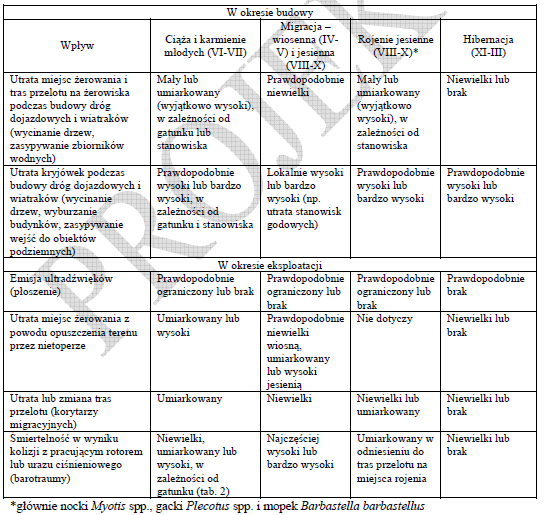 W okresie budowy
Wpływ
Ciąża i karmienie
młodych (VI-VII)
Migracja –
wiosenna (IV-
V) i jesienna
(VIII-X)
Rojenie jesienne
(VIII-X)*
Hibernacja
(XI-III)
Utrata miejsc żerowania i
tras przelotu na żerowiska
podczas budowy dróg
dojazdowych i wiatraków
(wycinanie drzew,
zasypywanie zbiorników
wodnych)
Mały lub
umiarkowany
(wyjątkowo wysoki),
w zależności od
gatunku lub
stanowiska
Prawdopodobnie
niewielki
Mały lub
umiarkowany
(wyjątkowo
wysoki), w
zależności od
stanowiska
Niewielki lub
brak
Utrata kryjówek podczas
budowy dróg dojazdowych i
wiatraków (wycinanie
drzew, wyburzanie
budynków, zasypywanie
wejść do obiektów
podziemnych)
Prawdopodobnie
wysoki lub bardzo
wysoki, w
zależności od
gatunku i stanowiska
Lokalnie wysoki
lub bardzo
wysoki (np.
utrata stanowisk
godowych)
Prawdopodobnie
wysoki lub
bardzo wysoki
Prawdopodobnie
wysoki lub
bardzo wysoki
W okresie eksploatacji
Emisja ultradźwięków
(płoszenie)
Prawdopodobnie
ograniczony lub brak
Prawdopodobnie
ograniczony lub
brak
Prawdopodobnie
ograniczony lub
brak
Prawdopodobnie
brak
Utrata miejsc żerowania z
powodu opuszczenia terenu
przez nietoperze
Umiarkowany lub
wysoki
Prawdopodobnie
niewielki
wiosną,
umiarkowany
lub wysoki
jesienią
Nie dotyczy
Niewielki lub
brak
Utrata lub zmiana tras
przelotu (korytarzy
migracyjnych)
Umiarkowany
Niewielki
Niewielki lub
umiarkowany
Niewielki lub
brak
Śmiertelność w wyniku
kolizji z pracującym rotorem
lub urazu ciśnieniowego
(barotraumy)
Niewielki,
umiarkowany lub
wysoki, w
zależności od
gatunku (tab. 2)
Najczęściej
wysoki lub
bardzo wysoki
Umiarkowany w
odniesieniu do
tras przelotu na
miejsca rojenia
Niewielki lub
brak
*głównie nocki Myotis spp., gacki Plecotus spp. i mopek Barbastella barbastellus
PROJEK